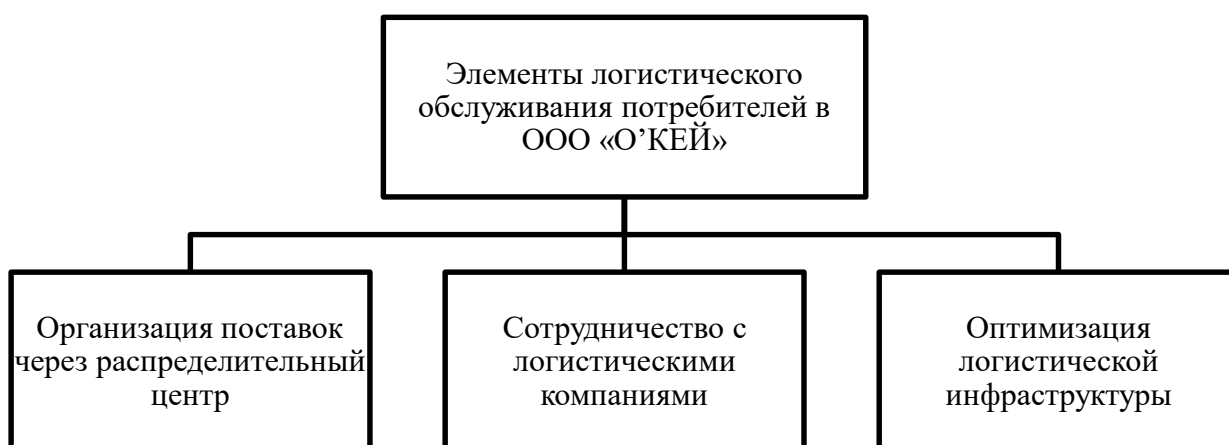 Элементы логистического
обслуживания потребителей в
ООО «О’КЕЙ»
Организация поставок
через распределительный
центр
Сотрудничество с
логистическими
компаниями
Оптимизация
логистической
инфраструктуры